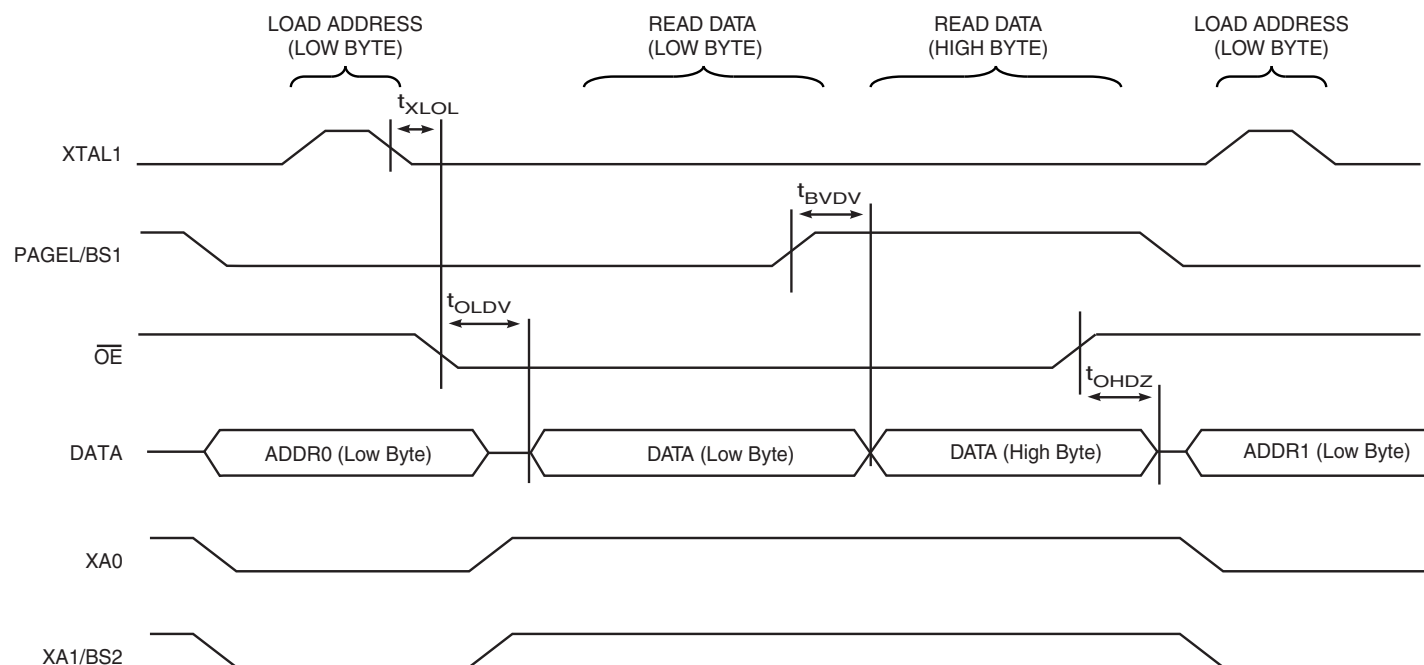 LOAD ADDRESS
(LOW BYTE)
READ DATA
(LOW BYTE)
READ DATA
(HIGH BYTE)
LOAD ADDRESS
(LOW BYTE)
tXLOL
XTAL1
tBVDV
PAGEL/BS1
tOLDV
OE
tOHDZ
DATA
ADDR0 (Low Byte)
DATA (Low Byte)
DATA (High Byte)
ADDR1 (Low Byte)
XA0
XA1/BS2